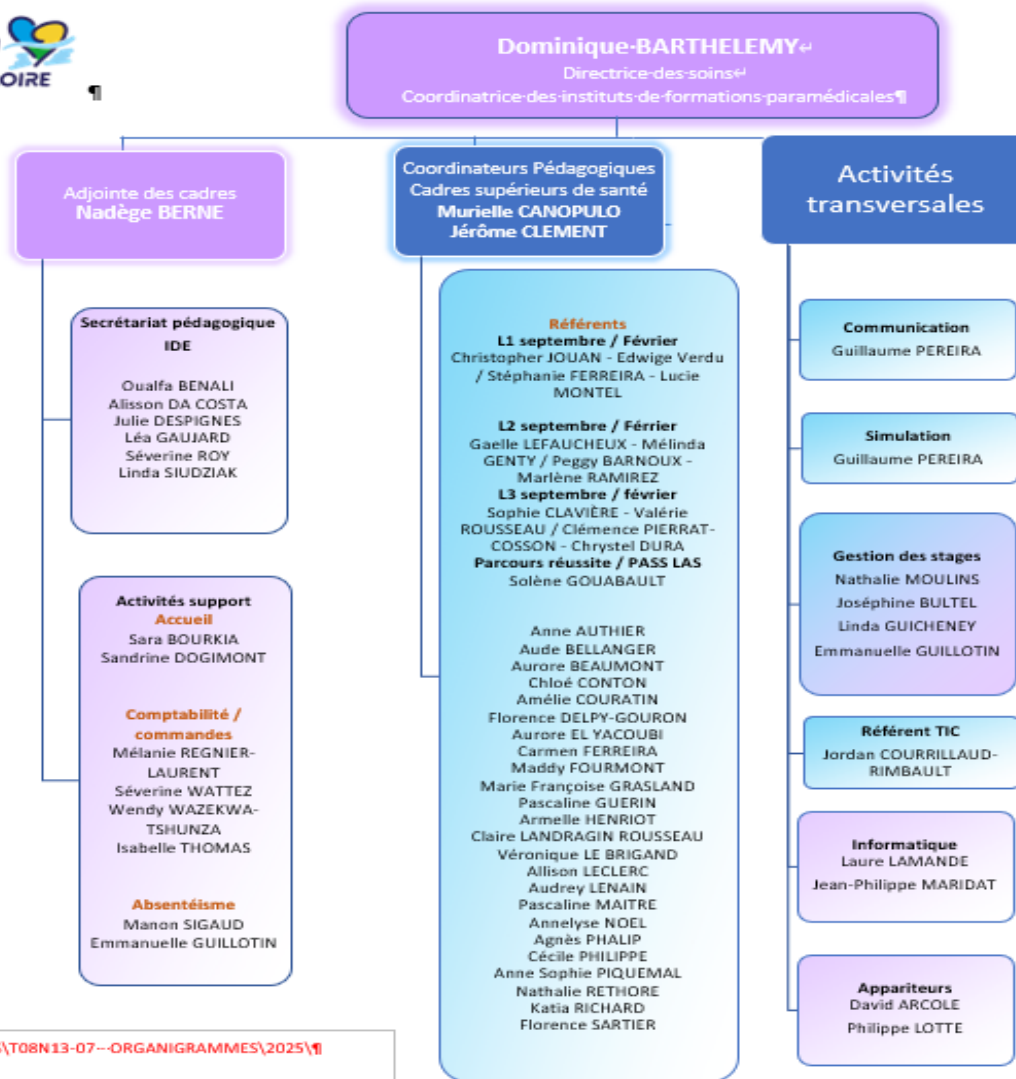 OIRE
¶
Dominique·BARTHELEMY↵
Directrice·des·soins↵
Coordinatrice·des·instituts·de·formations·paramédicales¶
Adjointe des cadres
Nadège BERNE
Secrétariat pédagogique
IDE
Oualfa BENALI
Alisson DA COSTA
Julie DESPIGNES
Léa GAUJARD
Séverine ROY
Linda SIUDZIAK
Activités support
Accueil
Sara BOURKIA
Sandrine DOGIMONT
Comptabilité /
commandes
Mélanie REGNIER-
LAURENT
Séverine WATTEZ
Wendy WAZEKWA-
TSHUNZA
Isabelle THOMAS
Absentéisme
Manon SIGAUD
Emmanuelle GUILLOTIN
Coordinateurs Pédagogiques
Cadres supérieurs de santé
Murielle CANOPULO
Jérôme CLEMENT
Référents
L1 septembre / Février
Christopher JOUAN - Edwige Verdu
/ Stéphanie FERREIRA - Lucie
MONTEL
L2 septembre / Férrier
Gaelle LEFAUCHEUX - Mélinda
GENTY / Peggy BARNOUX -
Marlène RAMIREZ
L3 septembre / février
Sophie CLAVIÈRE - Valérie
ROUSSEAU / Clémence PIERRAT-
COSSON - Chrystel DURA
Parcours réussite / PASS LAS
Solène GOUABAULT
Anne AUTHIER
Aude BELLANGER
Aurore BEAUMONT
Chloé CONTON
Amélie COURATIN
Florence DELPY-GOURON
Aurore EL YACOUBI
Carmen FERREIRA
Maddy FOURMONT
Marie Françoise GRASLAND
Pascaline GUERIN
Armelle HENRIOT
Claire LANDRAGIN ROUSSEAU
Véronique LE BRIGAND
Allison LECLERC
Audrey LENAIN
Pascaline MAITRE
Annelyse NOEL
Agnès PHALIP
Cécile PHILIPPE
Anne Sophie PIQUEMAL
Nathalie RETHORE
Katia RICHARD
Florence SARTIER
Activités
transversales
Communication
Guillaume PEREIRA
Simulation
Guillaume PEREIRA
Gestion des stages
Nathalie MOULINS
Joséphine BULTEL
Linda GUICHENEY
Emmanuelle GUILLOTIN
Référent TIC
Jordan COURRILLAUD-
RIMBAULT
Informatique
Laure LAMANDE
Jean-Philippe MARIDAT
Appariteurs
David ARCOLE
Philippe LOTTE
\T08N13-07-·-ORGANIGRAMMES\2025\¶